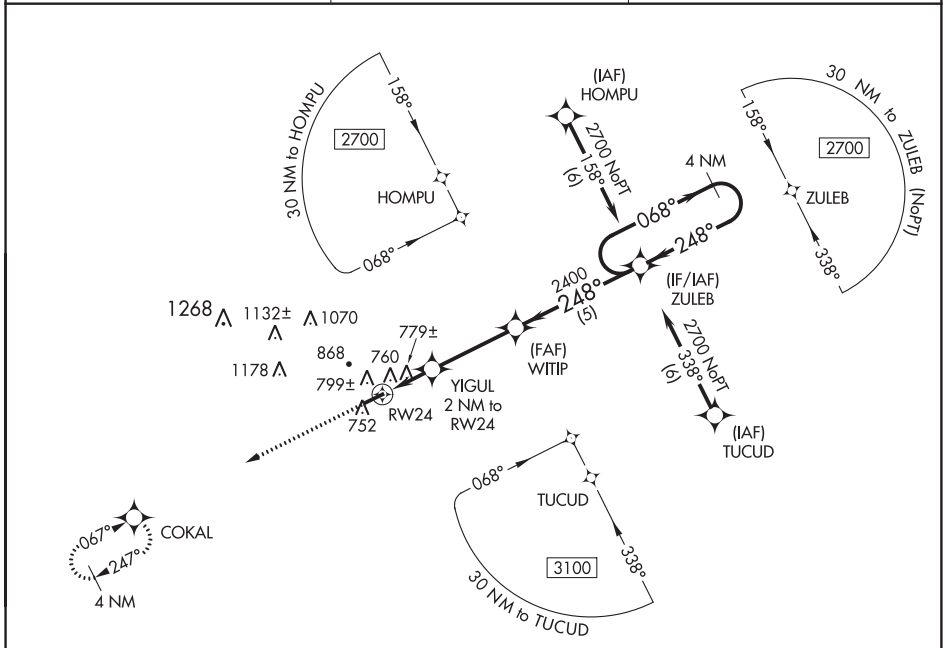 30 NM to HOMPU
158°
2700
HOMPU
068°
(IAF)
HOMPU
2700 NoPT
158°
(6)
4 NM
068°
248°
30 NM to ZULEB (NoPT)
158°
2700
ZULEB
338°
(IF/IAF)
ZULEB
2400
248°
(5)
(FAF)
WITIP
2700 NoPT
338°
(6)
(IAF)
TUCUD
1268
1132±
1070
1178
868
779±
760
799±
752
RW24
YIGUL
2 NM to
RW24
068°
TUCUD
338°
3100
30 NM to TUCUD
067°
247°
COKAL
4 NM